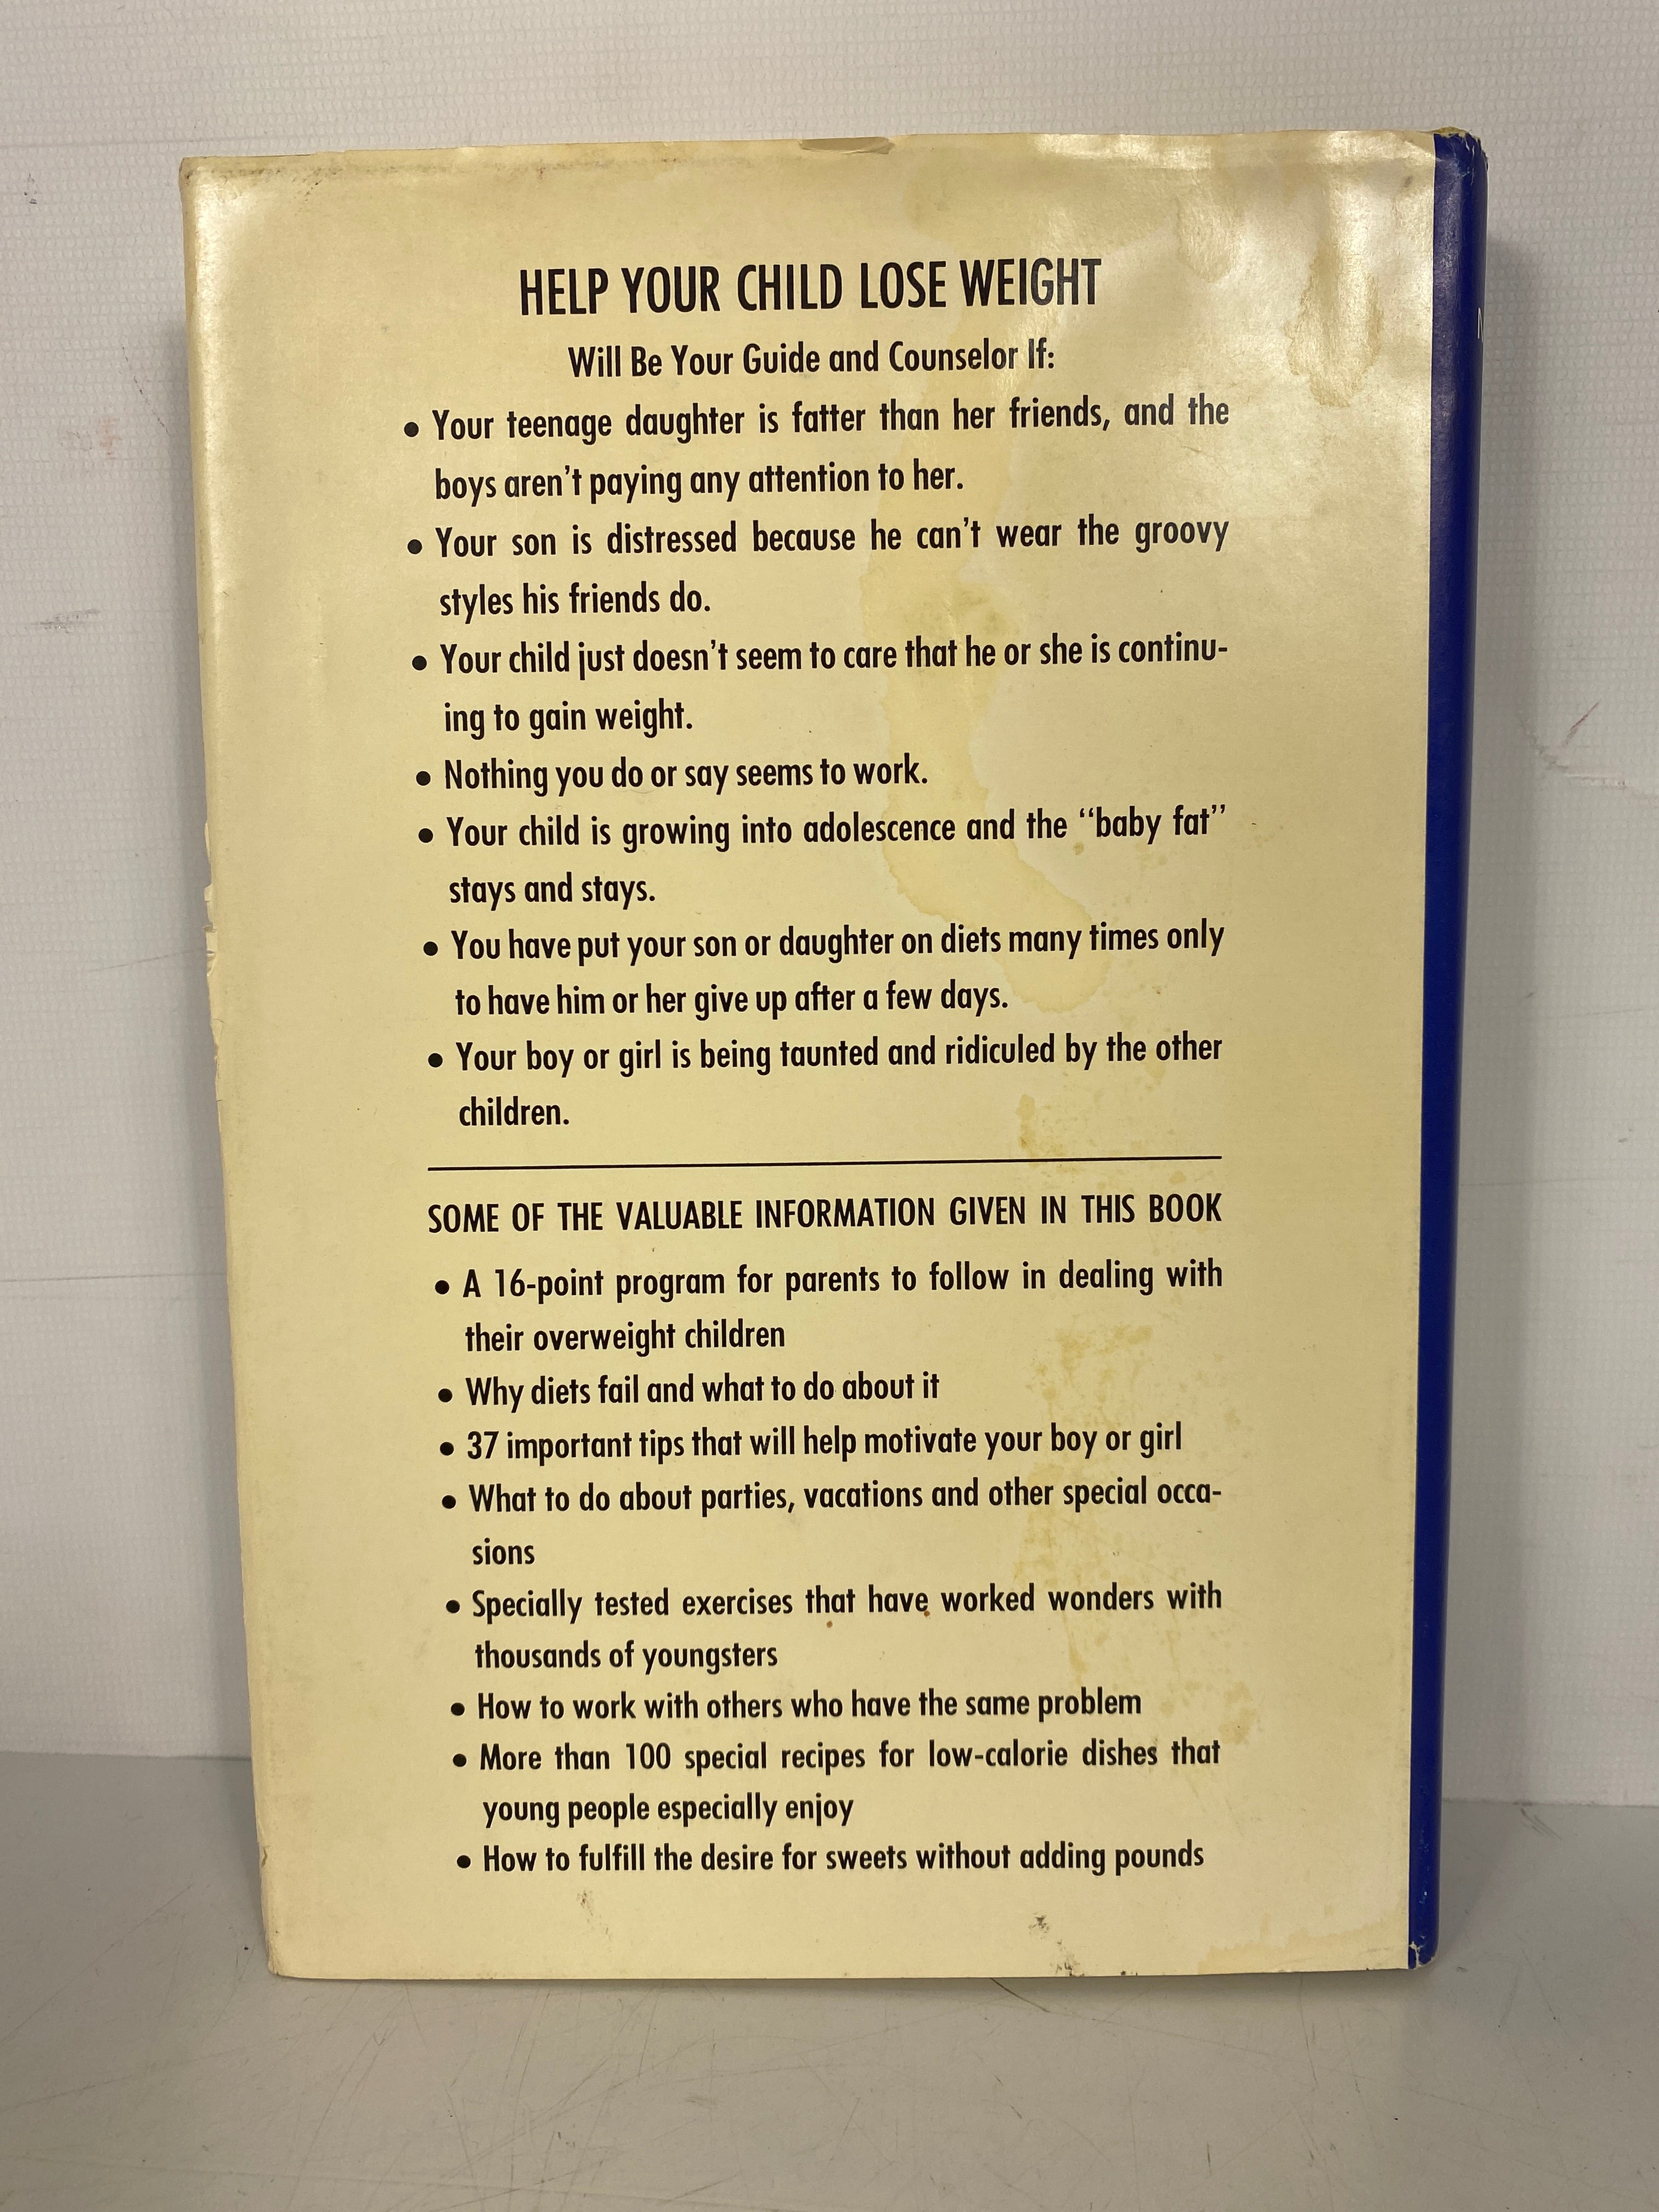 HELP YOUR CHILD LOSE WEIGHT
Will Be Your Guide and Counselor If:
• Your teenage daughter is fatter than her friends, and the
boys aren't paying any attention to her.
• Your son is distressed because he can't wear the groovy
styles his friends do.
• Your child just doesn't seem to care that he or she is continu-
ing to gain weight.
• Nothing you do or say seems to work.
• Your child is growing into adolescence and the “baby fat”
stays and stays.
• You have put your son or daughter on diets many times only
to have him or her give up after a few days.
• Your boy or girl is being taunted and ridiculed by the other
children.
SOME OF THE VALUABLE INFORMATION GIVEN IN THIS BOOK
• A 16-point program for parents to follow in dealing with
their overweight children
• Why diets fail and what to do about it
• 37 important tips that will help motivate your boy or girl
• What to do about parties, vacations and other special occa-
sions
• Specially tested exercises that have worked wonders with
thousands of youngsters
• How to work with others who have the same problem
• More than 100 special recipes for low-calorie dishes that
young people especially enjoy
• How to fulfill the desire for sweets without adding pounds